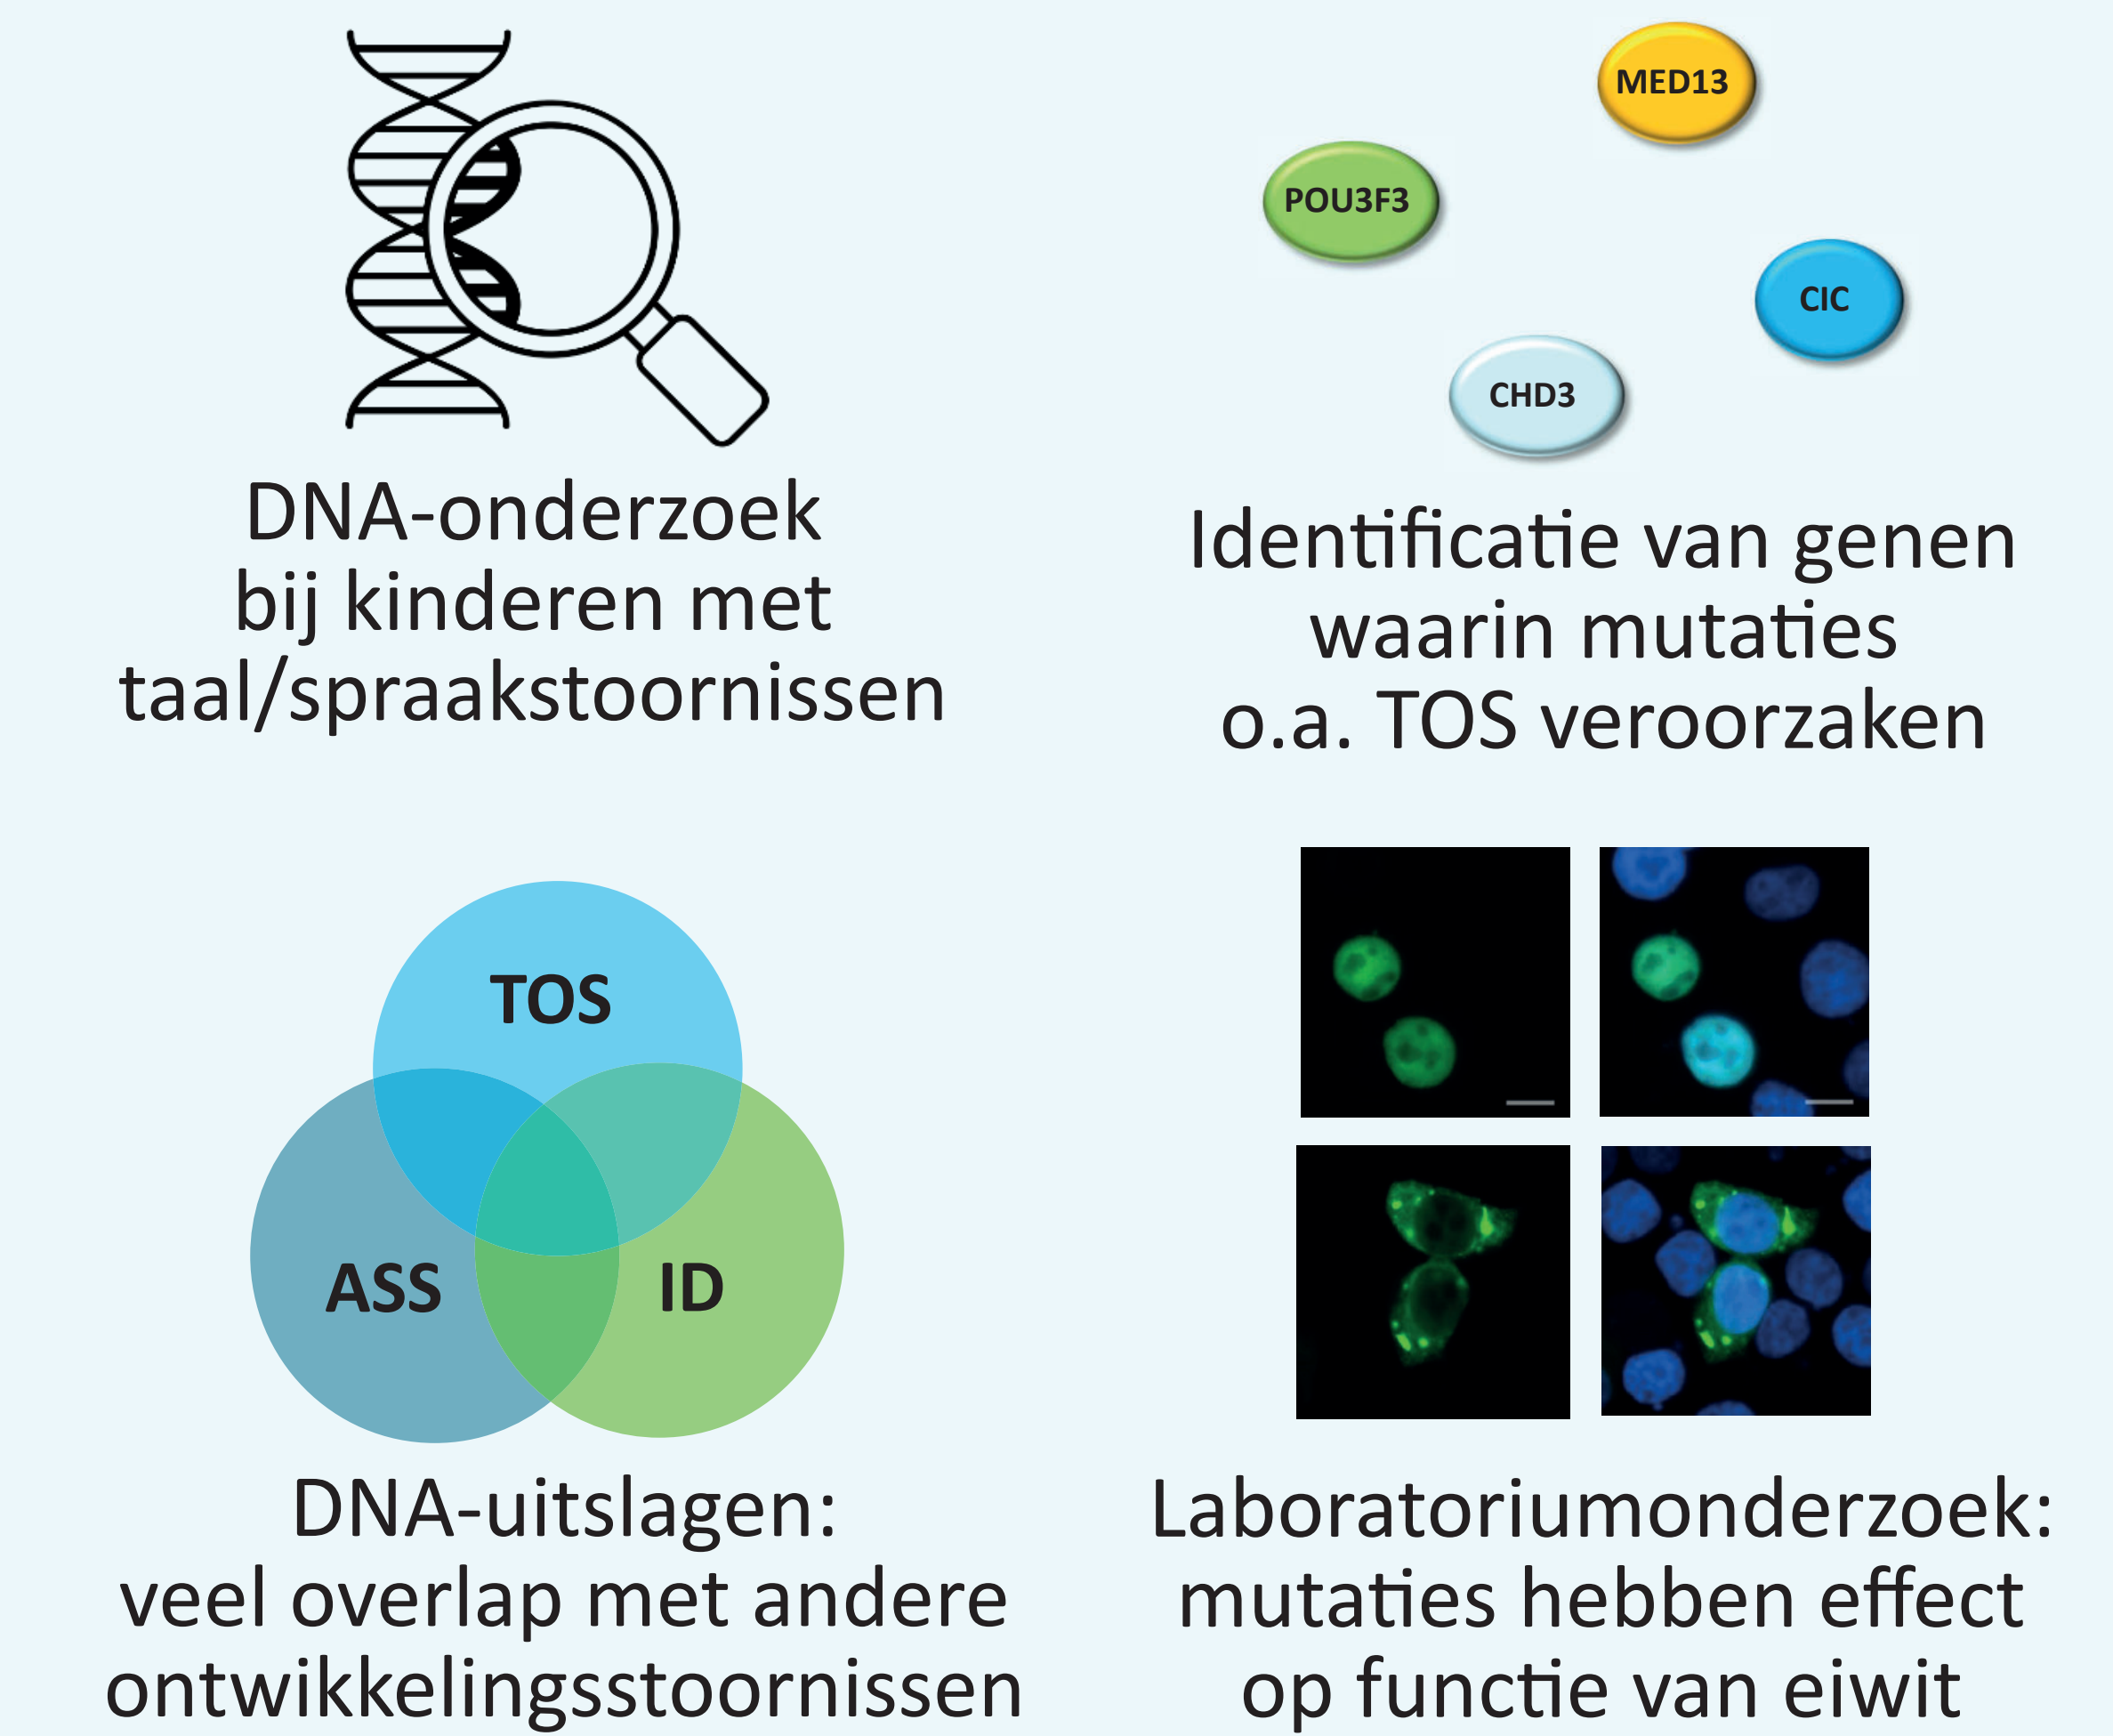 DNA-onderzoek
bij kinderen met
taal/spraakstoornissen
MED13
POU3F3
CIC
CHD3
Identificatie van genen
waarin mutaties
o.a. TOS veroorzaken
TOS
ASS
ID
DNA-uitslagen:
veel overlap met andere
ontwikkelingsstoornissen
Laboratoriumonderzoek:
mutaties hebben effect
op functie van eiwit